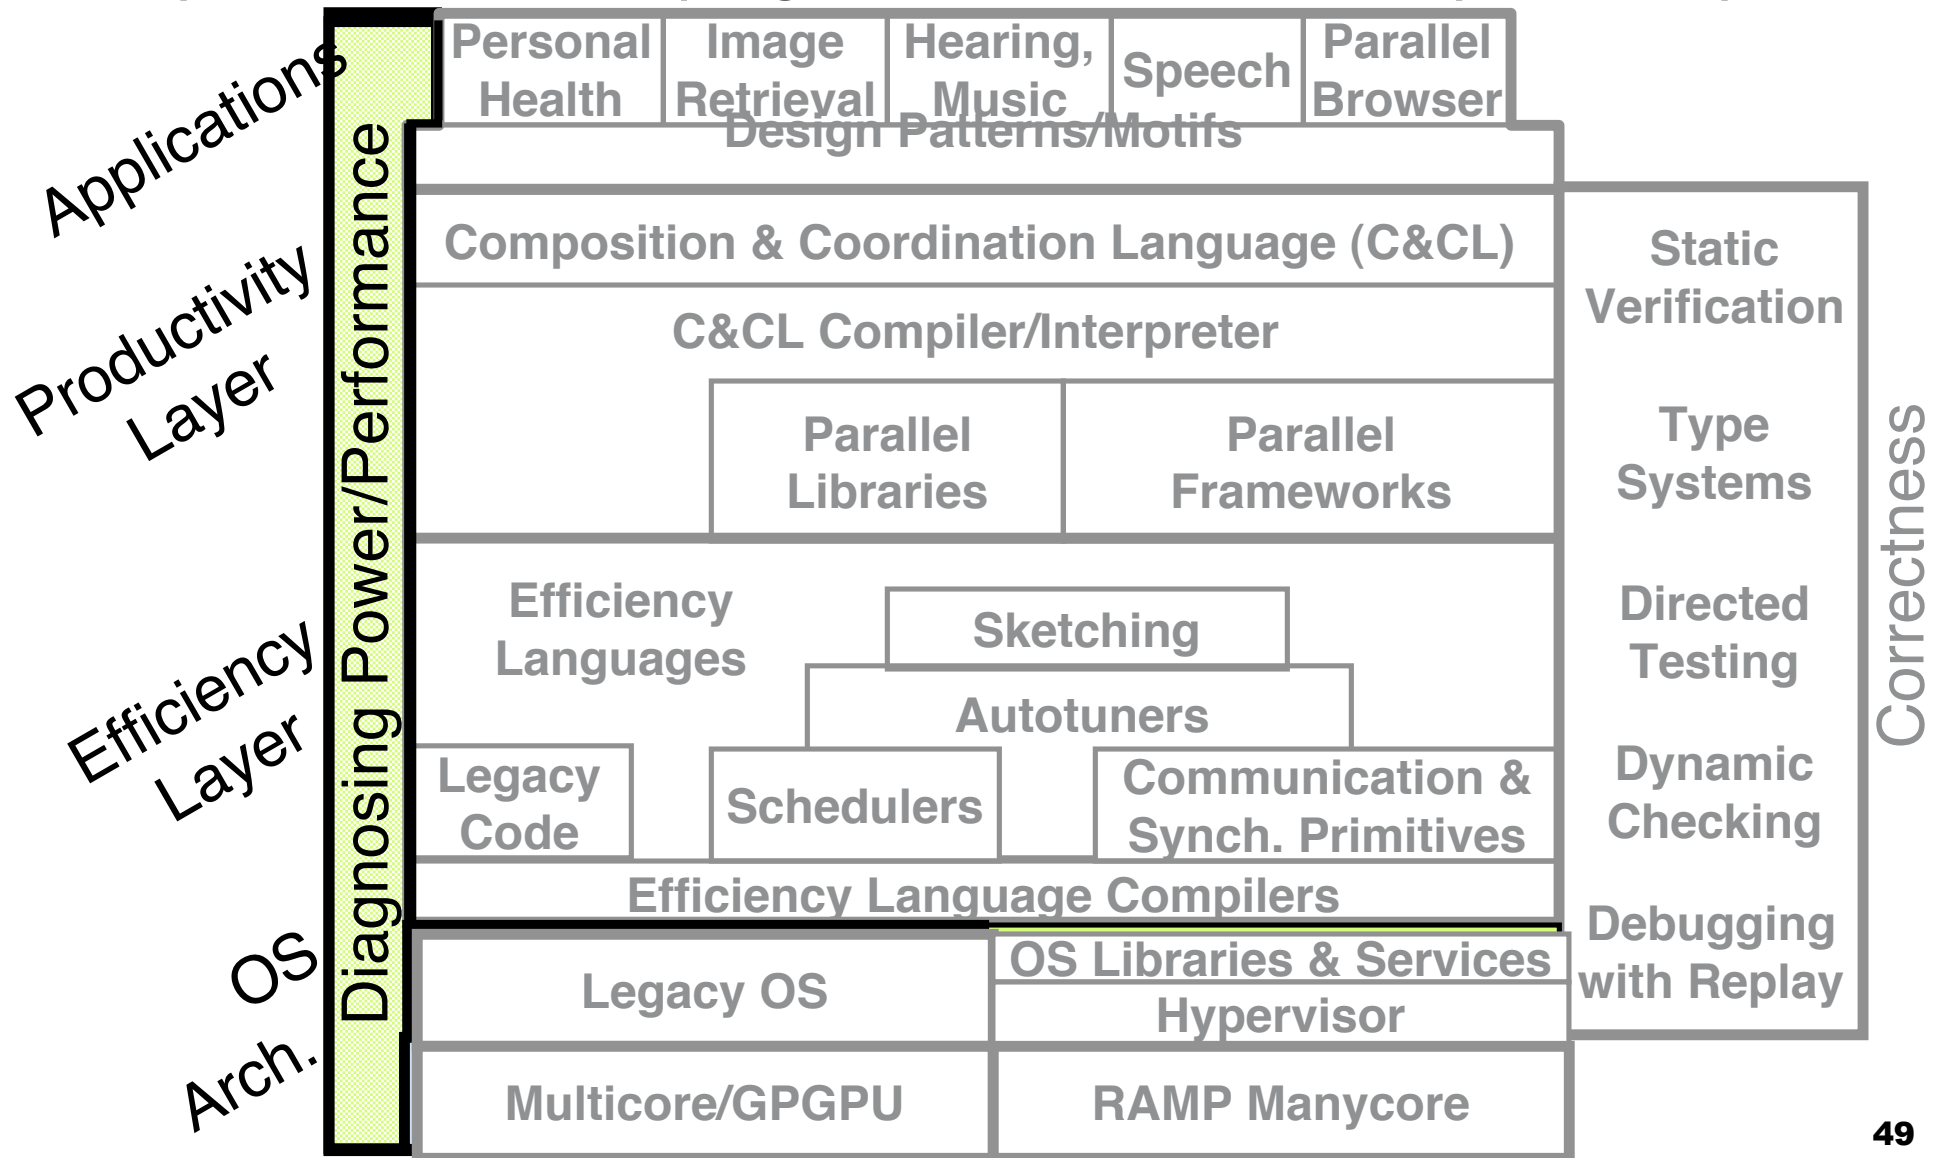 Applications
Productivity
Layer
Efficiency
Layer
OS
Arch.
Diagnosing Power/Performance
Personal
Health
Image
Retrieval
Hearing,
Music
Speech
Parallel
Browser
Design Patterns/Motifs
Composition & Coordination Language (C&CL)
C&CL Compiler/Interpreter
Parallel
Libraries
Parallel
Frameworks
Efficiency
Languages
Sketching
Autotuners
Legacy
Code
Schedulers
Communication &
Synch. Primitives
Efficiency Language Compilers
Legacy OS
OS Libraries & Services
Hypervisor
Multicore/GPGPU
RAMP Manycore
Static
Verification
Type
Systems
Directed
Testing
Dynamic
Checking
Debugging
with Replay
Correctness
49